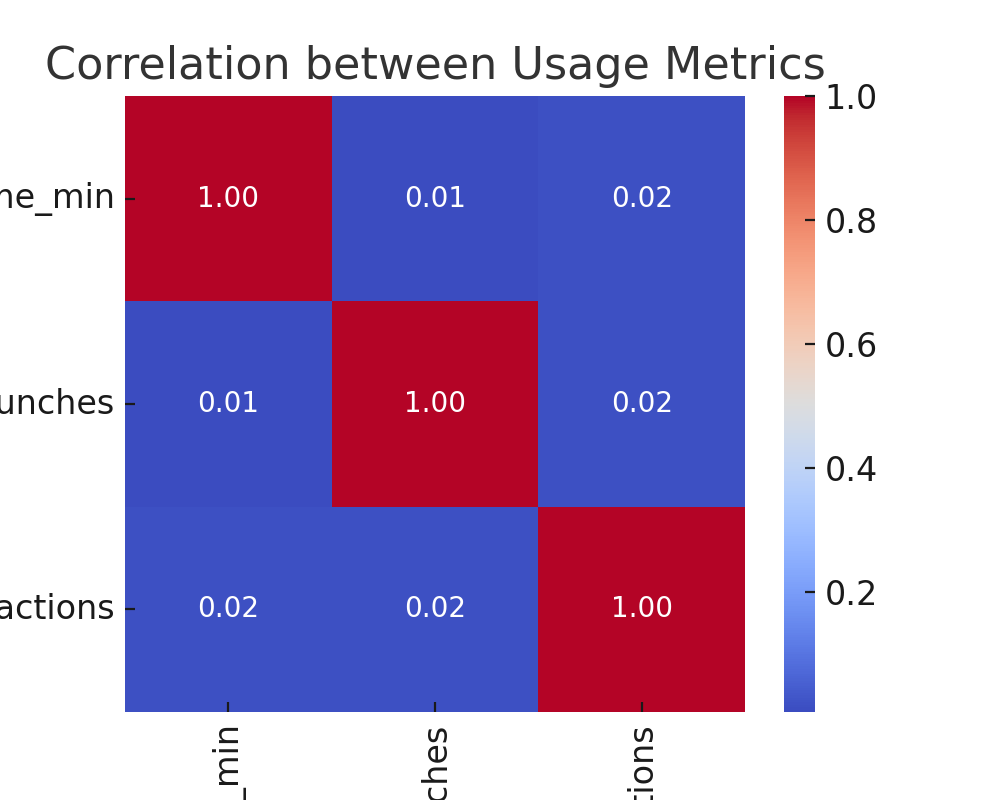 Correlation between Usage Metrics
1.0
ne_min 1.00 0.01 0.02
0.8
0.6
unches 0.01 1.00 0.02
0.4
0.2
actions 0.02 0.02 1.00
_min ches tions